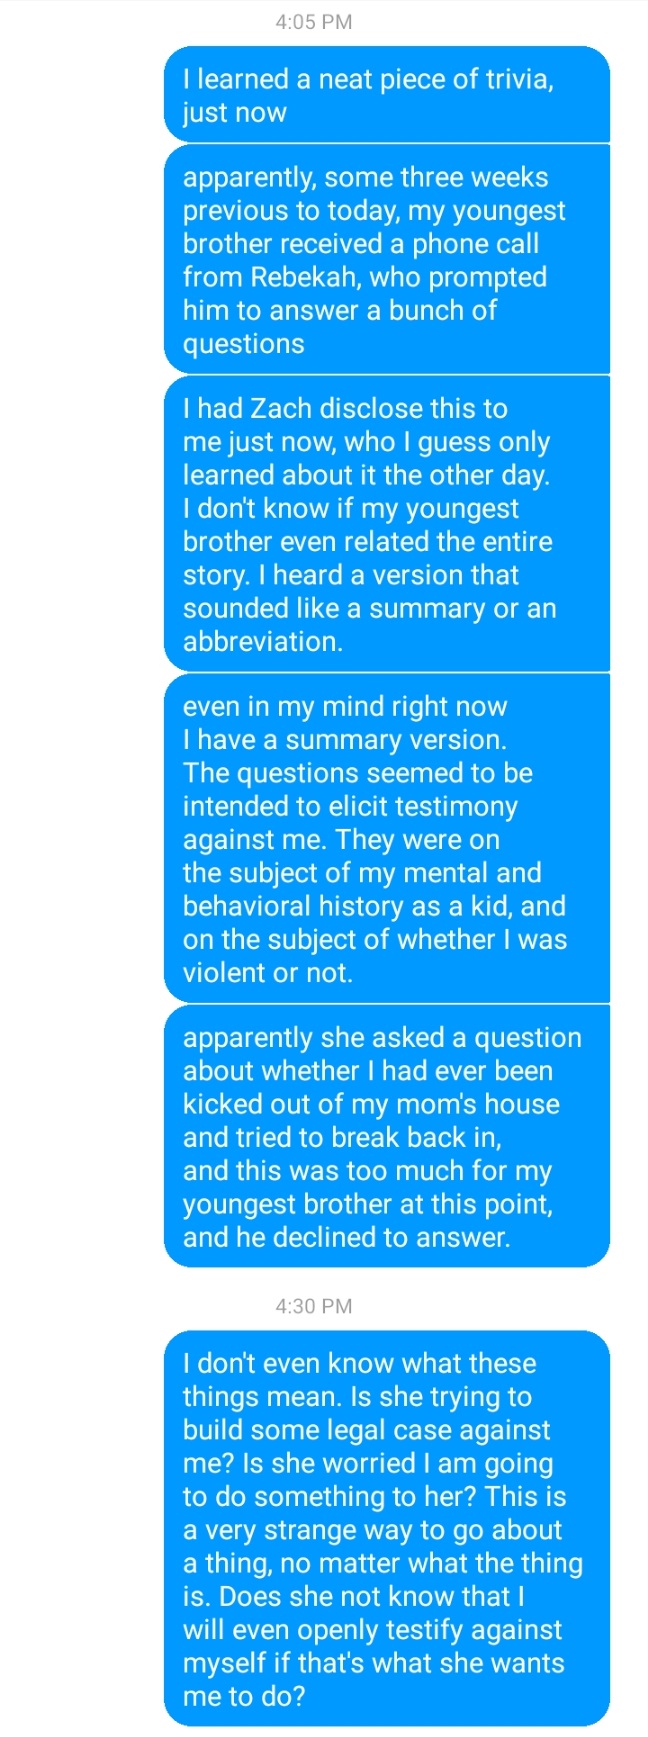 4:05 PM
I learned a neat piece of trivia,
just now
apparently, some three weeks
previous to today, my youngest
brother received a phone call
from Rebekah, who prompted
him to answer a bunch of
questions
I had Zach disclose this to
me just now, who I guess only
learned about it the other day.
I don't know if my youngest
brother even related the entire
story. I heard a version that
sounded like a summary or an
abbreviation.
even in my mind right now
I have a summary version.
The questions seemed to be
intended to elicit testimony
against me. They were on
the subject of my mental and
behavioral history as a kid, and
on the subject of whether I was
violent or not.
apparently she asked a question
about whether I had ever been
kicked out of my mom's house
and tried to break back in,
and this was too much for my
youngest brother at this point,
and he declined to answer.
4:30 PM
I don't even know what these
things mean. Is she trying to
build some legal case against
me? Is she worried I am going
to do something to her? This is
a very strange way to go about
a thing, no matter what the thing
is. Does she not know that I
will even openly testify against
myself if that's what she wants
me to do?